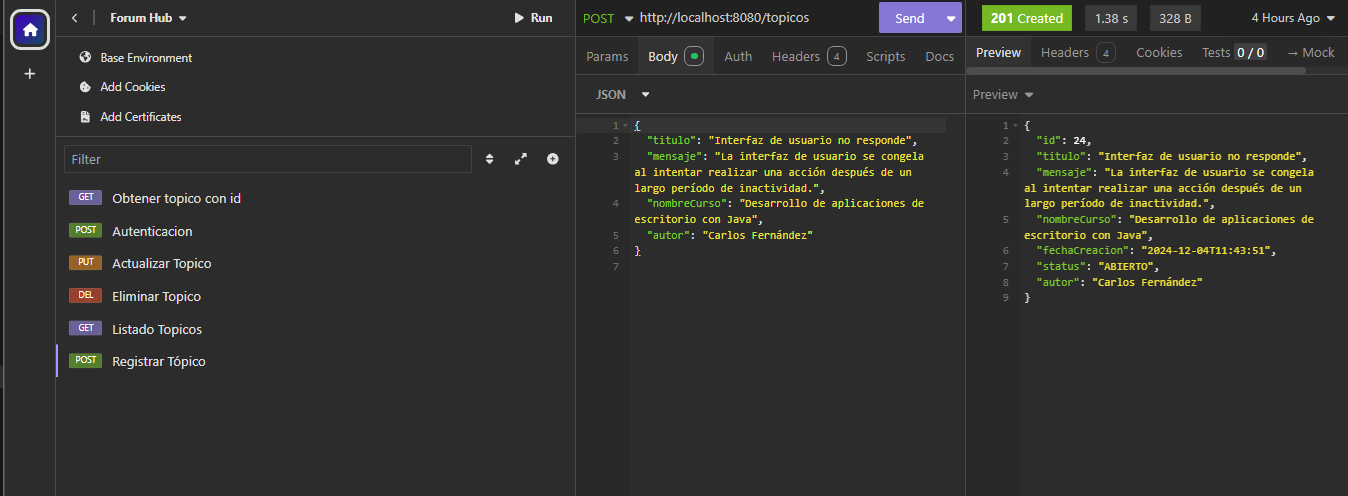 Forum Hub
Run
Base Environment
Add Cookies
Add Certificates
Filter
GET Obtener topico con id
POST Autenticacion
PUT Actualizar Topico
DEL Eliminar Topico
GET Listado Topicos
POST Registrar Tópico
POST http://localhost:8080/topicos
Send
Params Body Auth Headers 4 Scripts Docs
JSON
1 {
2 "titulo": "Interfaz de usuario no responde",
3 "mensaje": "La interfaz de usuario se congela
al intentar realizar una acción después de un
largo período de inactividad.",
4 "nombreCurso": "Desarrollo de aplicaciones de
escritorio con Java",
5 "autor": "Carlos Fernández"
6 }
7
201 Created 1.38 s 328 B 4 Hours Ago
Preview Headers 4 Cookies Tests 0 / 0 → Mock
Preview
1 {
2 "id": 24,
3 "titulo": "Interfaz de usuario no responde",
4 "mensaje": "La interfaz de usuario se congela
al intentar realizar una acción después de un
largo período de inactividad.",
5 "nombreCurso": "Desarrollo de aplicaciones de
escritorio con Java",
6 "fechaCreacion": "2024-12-04T11:43:51",
7 "status": "ABIERTO",
8 "autor": "Carlos Fernández"
9 }